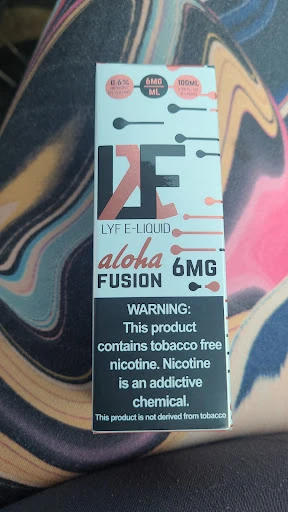 0.6%
6MG
ML
100ML
LYF E-LIQUID
aloha
FUSION
6MG
WARNING:
This product
contains tobacco free
nicotine. Nicotine
is an addictive
chemical.
This product is not derived from tobacco